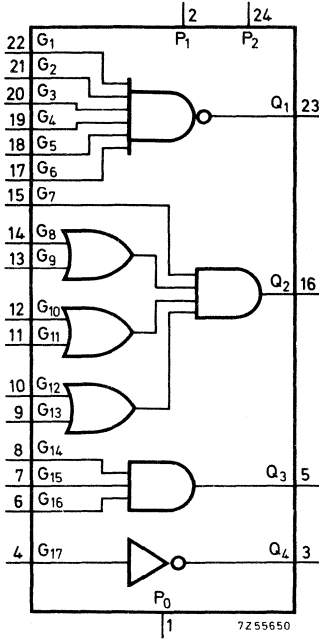 2 24
P1 P2
22 G1
21 G2
20 G3
Q1 23
19 G4
18 G5
17 G6
15 G7
14 G8
13 G9
Q2 16
12 G10
11 G11
10 G12
9 G13
8 G14
7 G15
Q3 5
6 G16
4 G17
Q4 3
P0
1
7Z55650